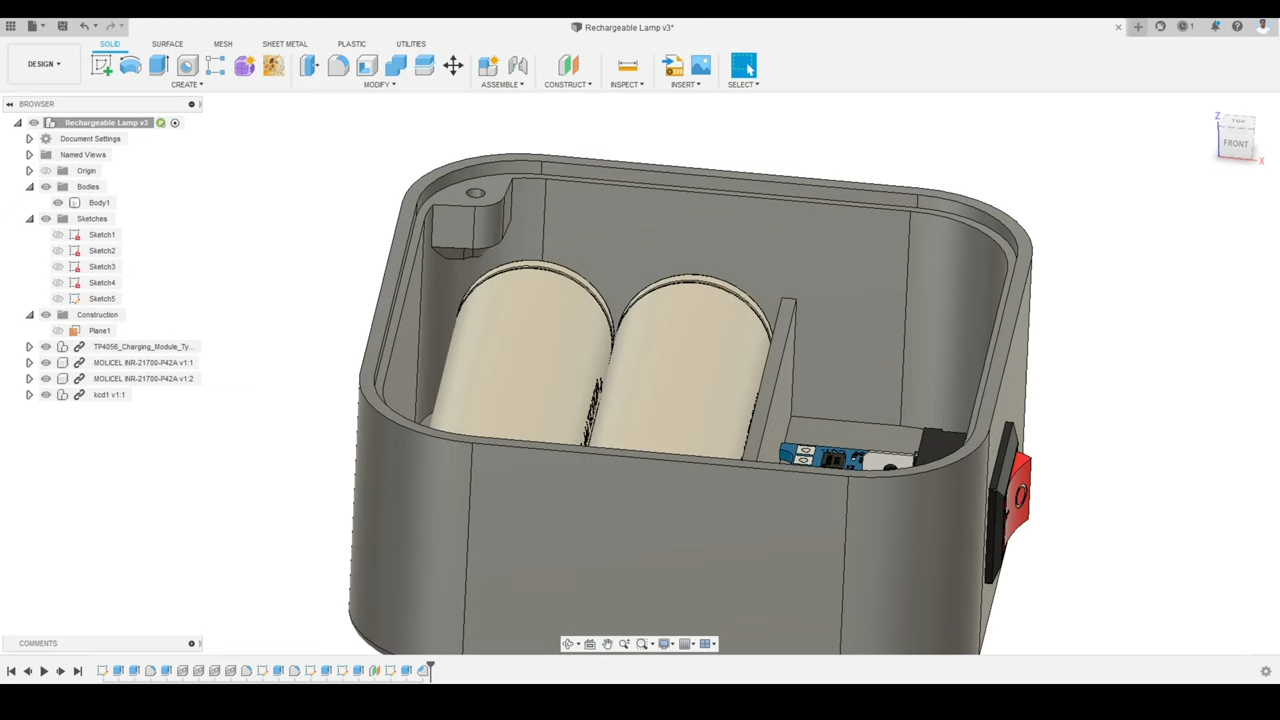 Rechargeable Lamp v3*
1
DESIGN
SOLID
SURFACE
MESH
SHEET METAL
PLASTIC
UTILITIES
CREATE
MODIFY
ASSEMBLE
CONSTRUCT
INSPECT
INSERT
SELECT
BROWSER
Rechargeable Lamp v3
Document Settings
Named Views
Origin
Bodies
Body1
Sketches
Sketch1
Sketch2
Sketch3
Sketch4
Sketch5
Construction
Plane1
TP4056_Charging_Module_Ty...
MOLICEL INR-21700-P42A v1:1
MOLICEL INR-21700-P42A v1:2
kcd1 v1:1
Z
TOP
FRONT
X
COMMENTS